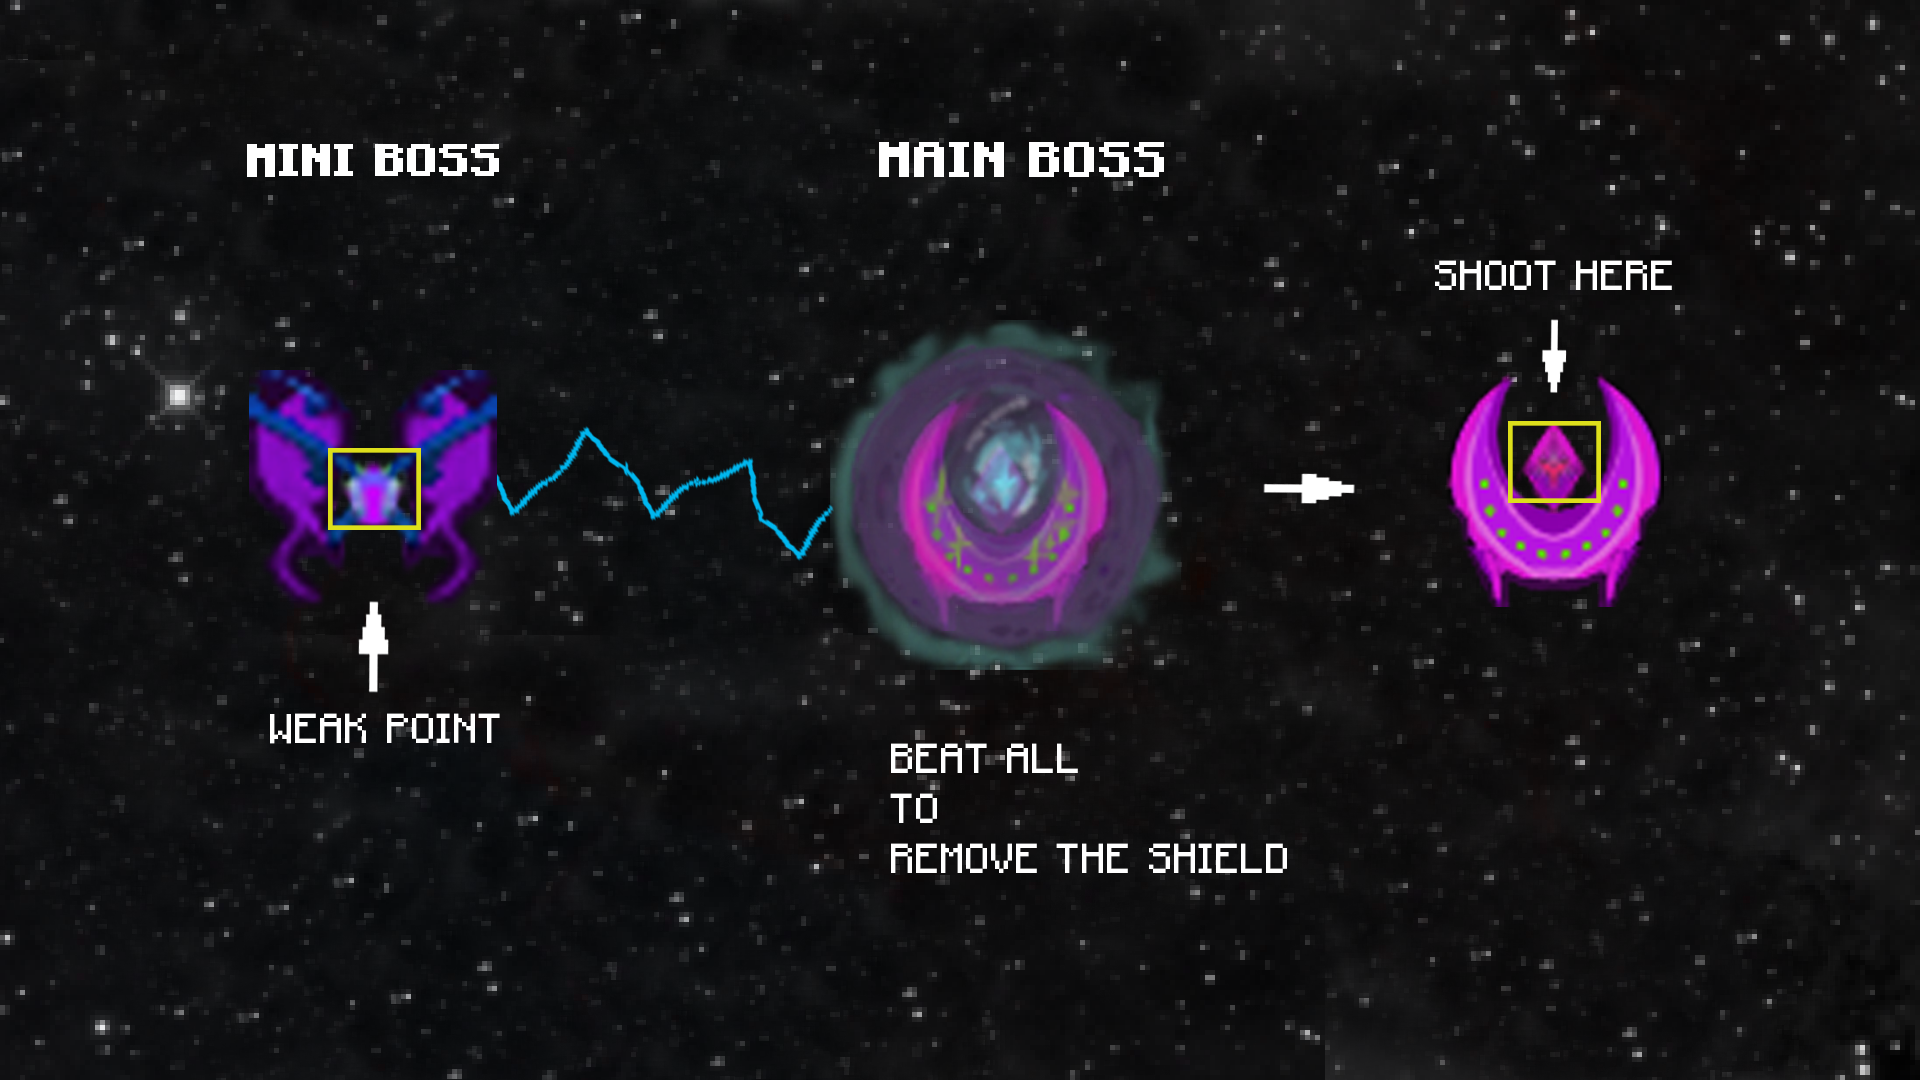 MINI BOSS
MAIN BOSS
SHOOT HERE
WEAK POINT
BEAT ALL
TO
REMOVE THE SHIELD